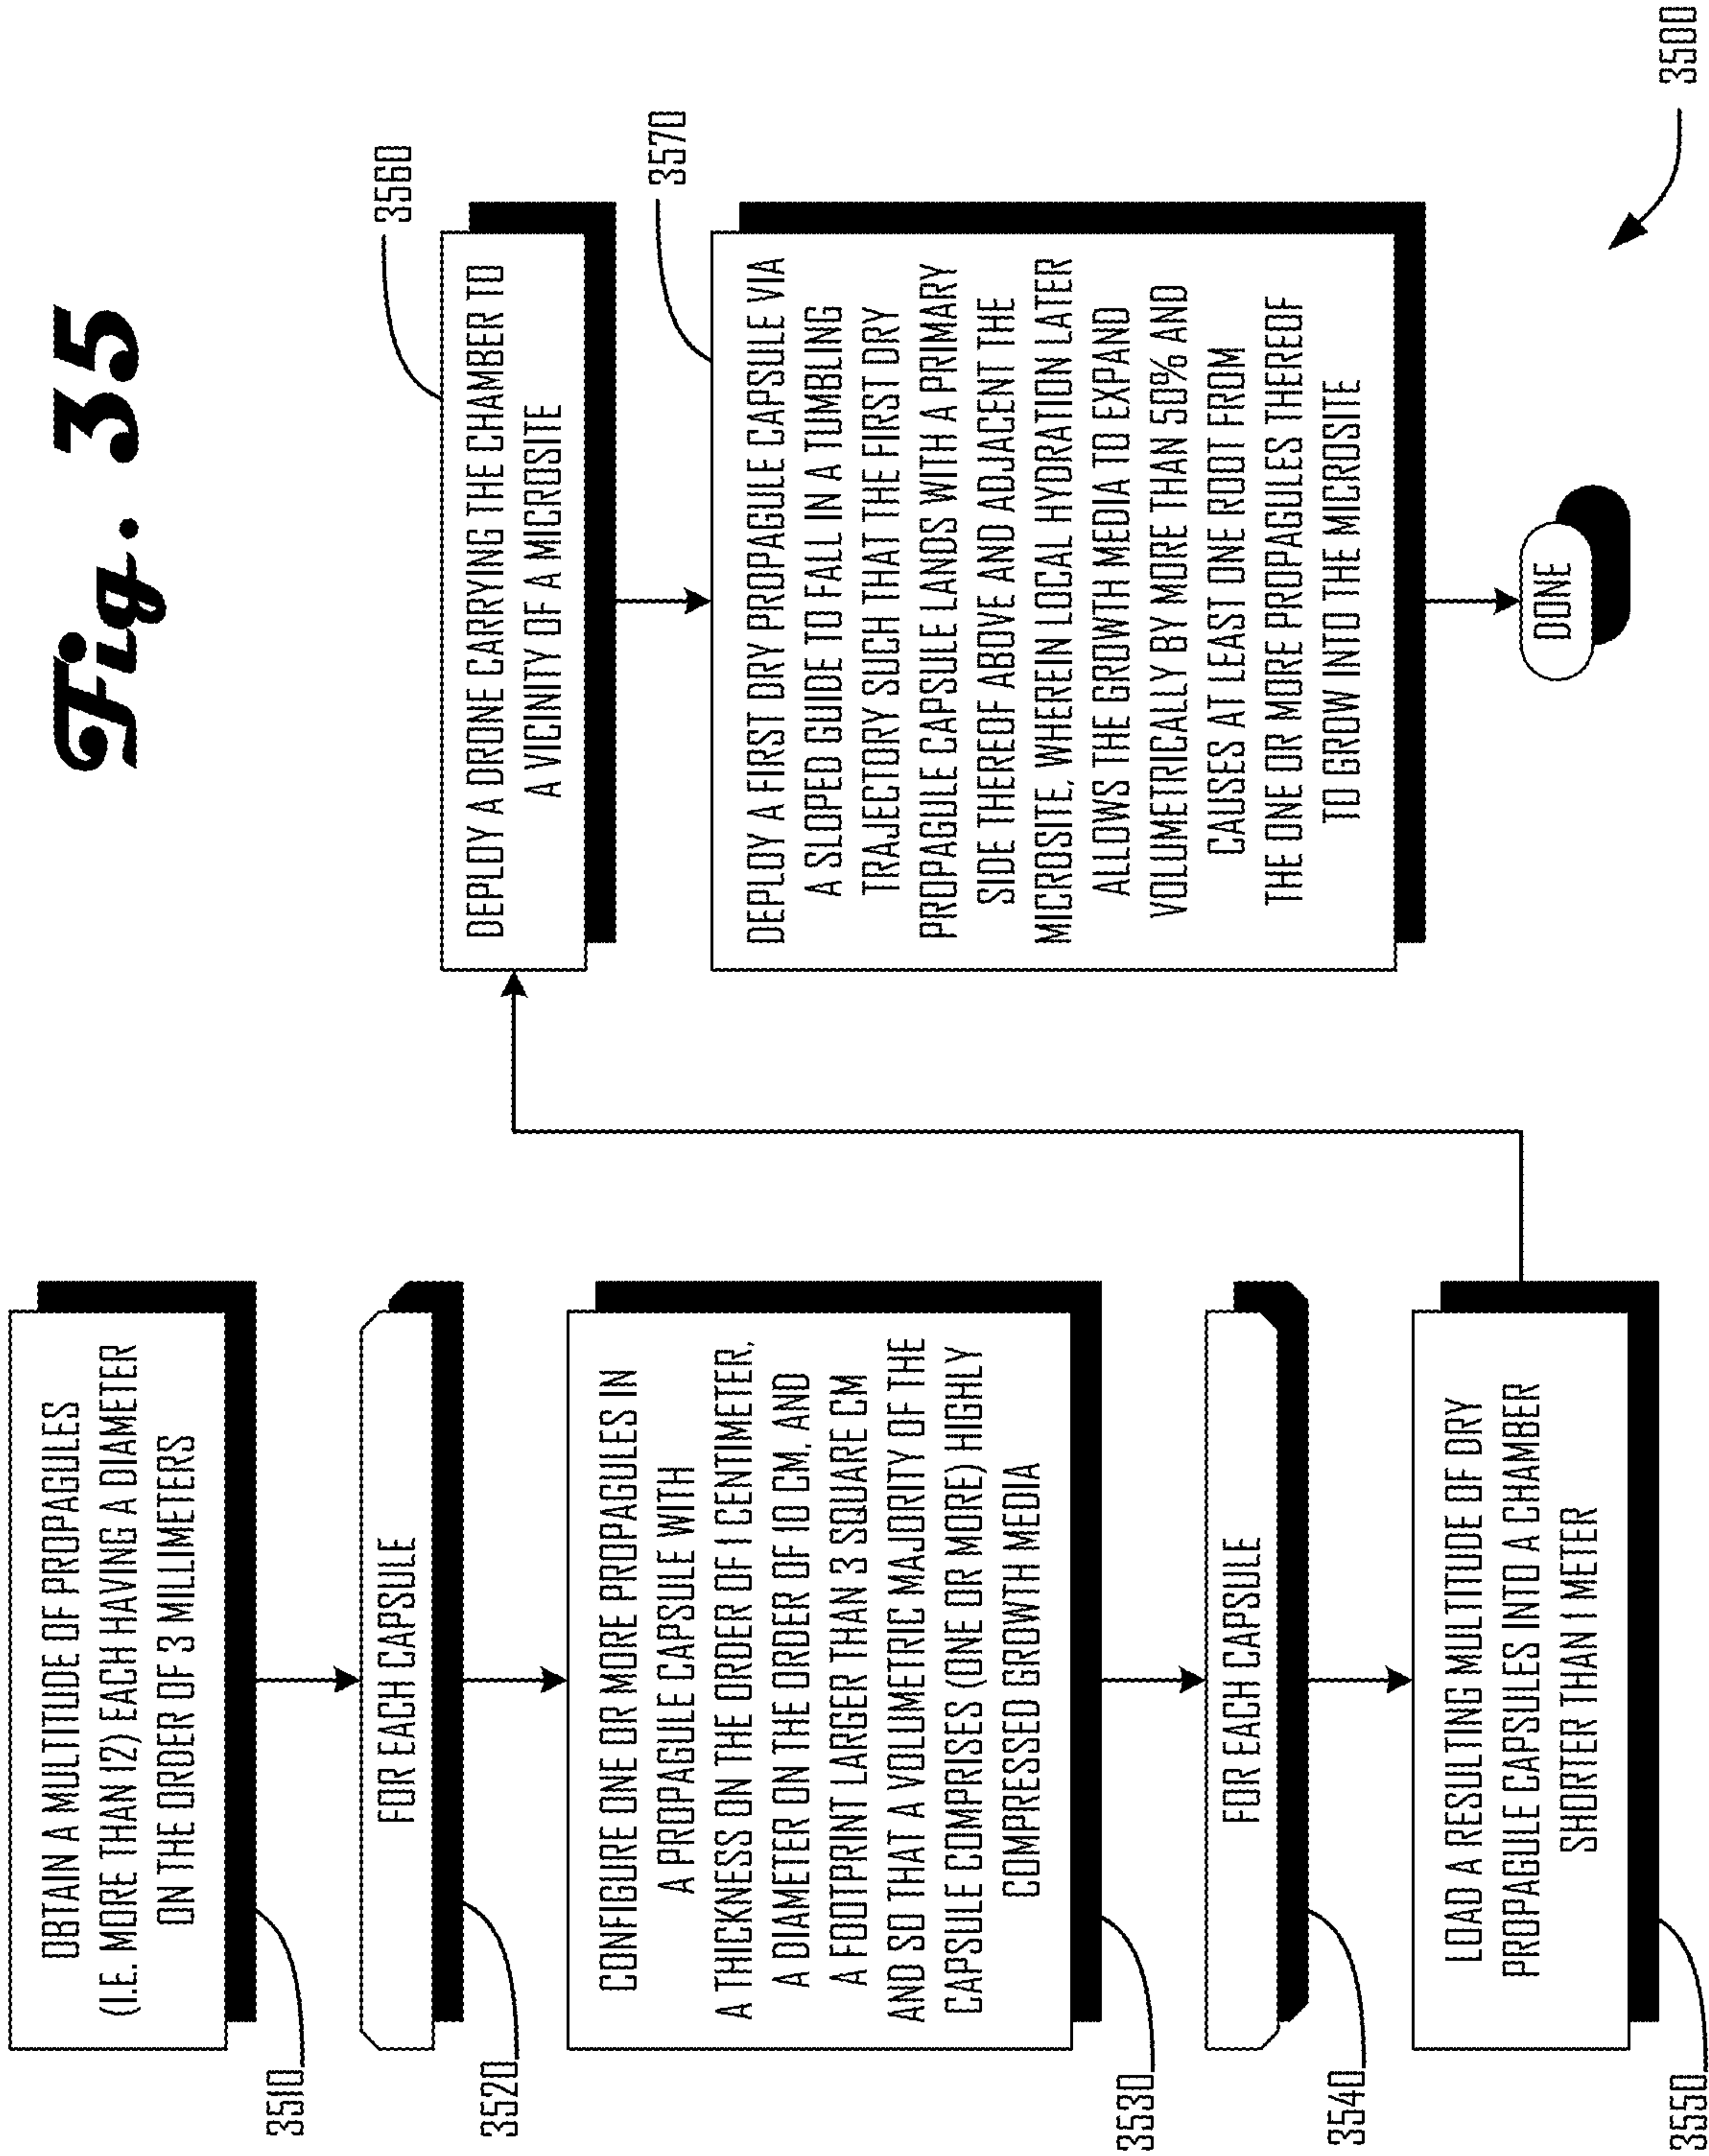 Fig. 35
OBTAIN A MULTITUDE OF PROPAGULES
(I.E. MORE THAN 12) EACH HAVING A DIAMETER
ON THE ORDER OF 3 MILLIMETERS
3510
FOR EACH CAPSULE
3520
CONFIGURE ONE OR MORE PROPAGULES IN
A PROPAGULE CAPSULE WITH
A THICKNESS ON THE ORDER OF 1 CENTIMETER,
A DIAMETER ON THE ORDER OF 10 CM, AND
A FOOTPRINT LARGER THAN 3 SQUARE CM
AND SO THAT A VOLUMETRIC MAJORITY OF THE
CAPSULE COMPRISES (ONE OR MORE) HIGHLY
COMPRESSED GROWTH MEDIA
3530
FOR EACH CAPSULE
3540
LOAD A RESULTING MULTITUDE OF DRY
PROPAGULE CAPSULES INTO A CHAMBER
SHORTER THAN 1 METER
3550
DEPLOY A DRONE CARRYING THE CHAMBER TO
A VICINITY OF A MICROSITE
3560
DEPLOY A FIRST DRY PROPAGULE CAPSULE VIA
A SLOPED GUIDE TO FALL IN A TUMBLING
TRAJECTORY SUCH THAT THE FIRST DRY
PROPAGULE CAPSULE LANDS WITH A PRIMARY
SIDE THEREOF ABOVE AND ADJACENT THE
MICROSITE, WHEREIN LOCAL HYDRATION LATER
ALLOWS THE GROWTH MEDIA TO EXPAND
VOLUMETRICALLY BY MORE THAN 50% AND
CAUSES AT LEAST ONE ROOT FROM
THE ONE OR MORE PROPAGULES THEREOF
TO GROW INTO THE MICROSITE
3570
DONE
3500